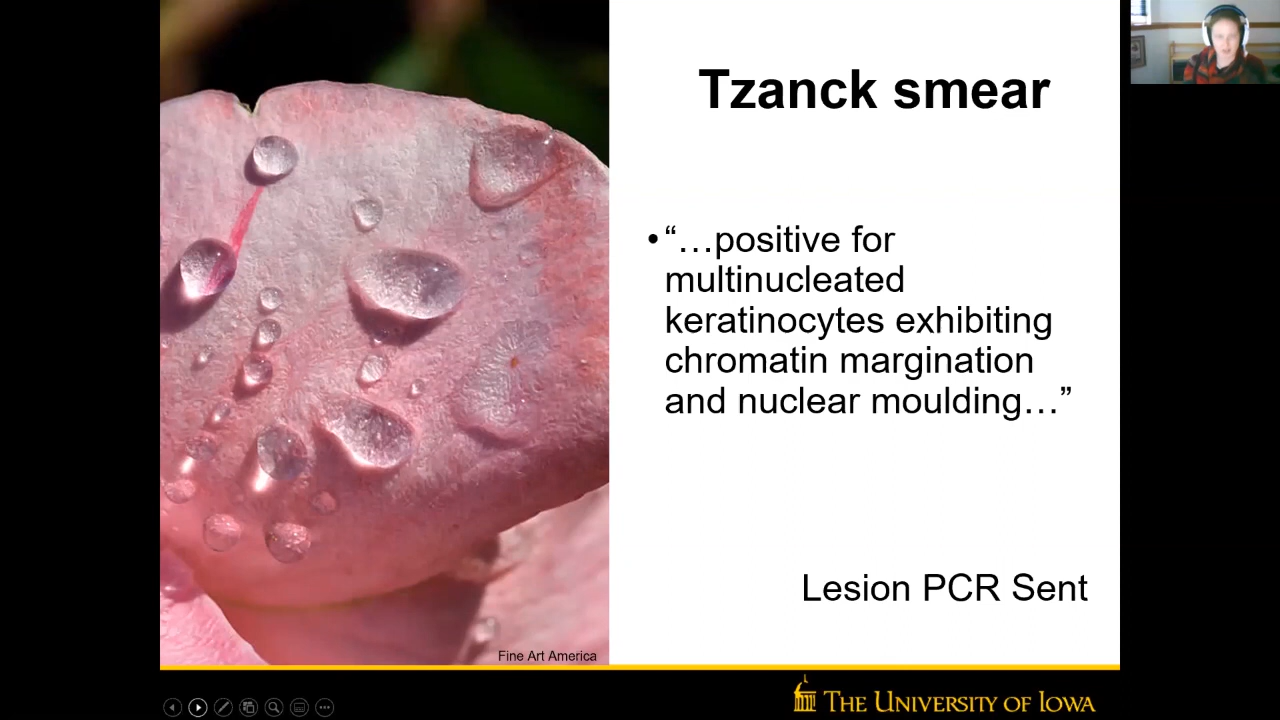 Tzanck smear
• “…positive for
multinucleated
keratinocytes exhibiting
chromatin margination
and nuclear moulding…”
Lesion PCR Sent
Fine Art America
THE UNIVERSITY OF IOWA